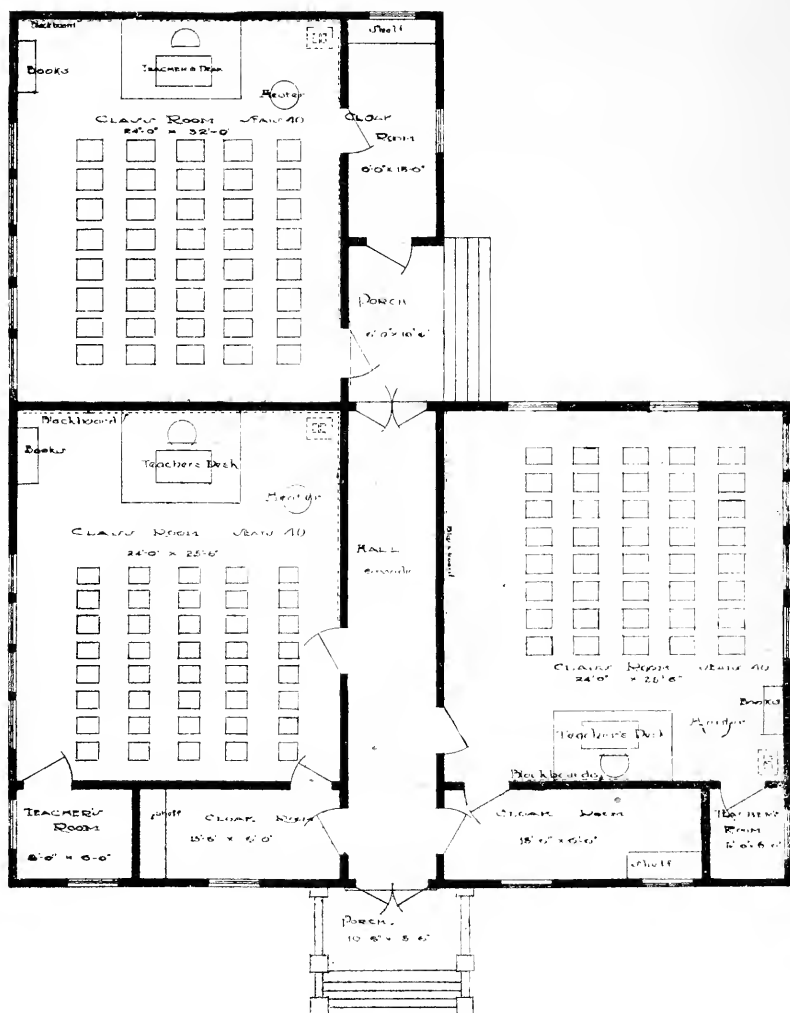 Blackboard
Books
Teacher's Desk
Heater
Class Room Seats 40
24'-0" x 32'-0"
Shelf
Cloak
Room
Porch
Blackboard
Books
Teachers Desk
Heater
Class Room Seats 40
24'-0" x 25'-6"
Hall
Blackboard
Class Room Seats 40
24'-0" x 25'-6"
Books
Heater
Teacher's Desk
Blackboards
Teacher's
Room
Shelf
Cloak Room
Cloak Room
Shelf
Teacher's
Room
Porch.